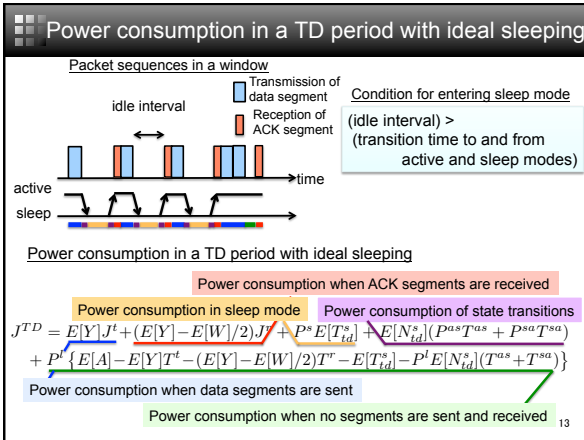 Power consumption in a TD period with ideal sleeping
Packet sequences in a window
Transmission of
data segment
idle interval
Reception of
ACK segment
time
active
sleep
Condition for entering sleep mode
(idle interval) >
(transition time to and from
active and sleep modes)
Power consumption in a TD period with ideal sleeping
Power consumption when ACK segments are received
Power consumption in sleep mode
Power consumption of state transitions
J^{TD} = E[Y]J^t+(E[Y]−E[W]/2)J^r+P^sE[T^s_{td}] + E[N^s_{td}](P^{as}T^{as} + P^{sa}T^{sa})
+ P^l {E[A]−E[Y]T^t−(E[Y]−E[W]/2)T^r−E[T^s_{td}]−P^lE[N^s_{td}](T^{as}+T^{sa})}
Power consumption when data segments are sent
Power consumption when no segments are sent and received
13